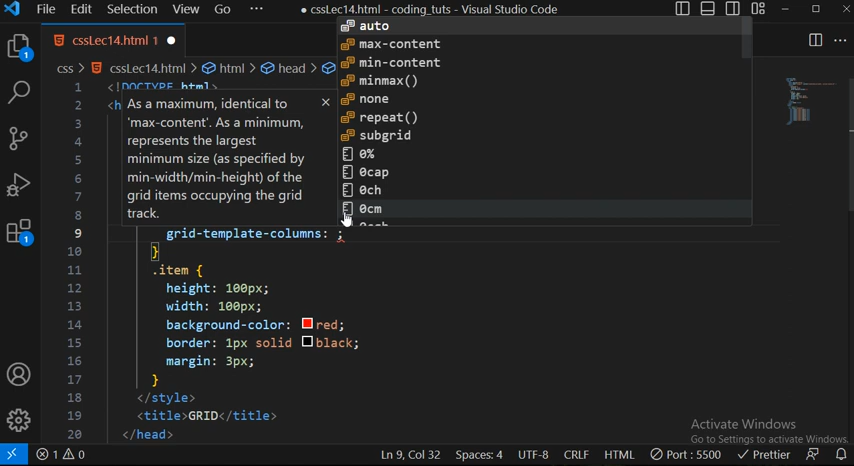 File Edit Selection View Go ... ● cssLec14.html - coding_tuts - Visual Studio Code
cssLec14.html 1 ●
css > cssLec14.html > html > head >
auto
max-content
min-content
minmax()
none
repeat()
subgrid
0%
0cap
0ch
0cm
As a maximum, identical to
'max-content'. As a minimum,
represents the largest
minimum size (as specified by
min-width/min-height) of the
grid items occupying the grid
track.
1 <!DOCTYPE html>
2 <h
3
4
5
6
7
8
9 grid-template-columns: ;
10 }
11 .item {
12 height: 100px;
13 width: 100px;
14 background-color: red;
15 border: 1px solid black;
16 margin: 3px;
17 }
18 </style>
19 <title>GRID</title>
20 </head>
1
1
Activate Windows
Go to Settings to activate Windows.
1 0 Ln 9, Col 32 Spaces: 4 UTF-8 CRLF HTML Port : 5500 Prettier